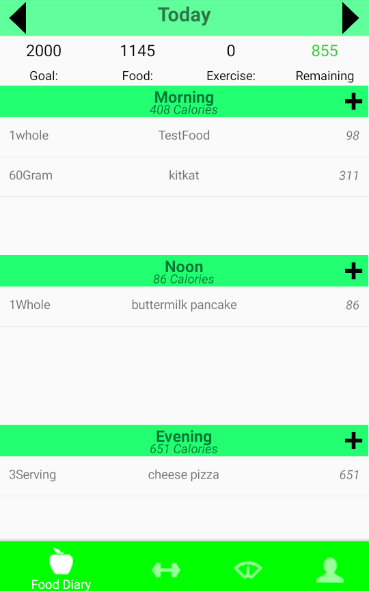 Today
2000 1145 0 855
Goal: Food: Exercise: Remaining
Morning
408 Calories
1whole TestFood 98
60Gram kitkat 311
Noon
86 Calories
1Whole buttermilk pancake 86
Evening
651 Calories
3Serving cheese pizza 651
Food Diary